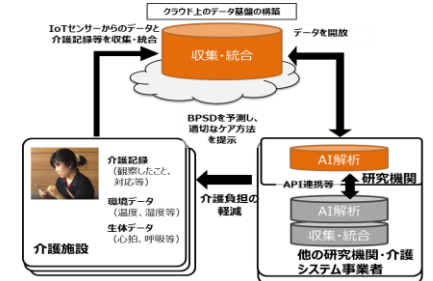 クラウド上のデータ基盤の構築
IoTセンサーからのデータと
介護記録等を収集・統合
収集・統合
データを開放
BPSDを予測し、
適切なケア方法
を提示
介護記録
（観察したこと、
対応等）
環境データ
（温度、湿度等）
生体データ
（心拍、呼吸等）
介護施設
介護負担の
軽減
AI解析
研究機関
API連携等
AI解析
収集・統合
他の研究機関・介護
システム事業者